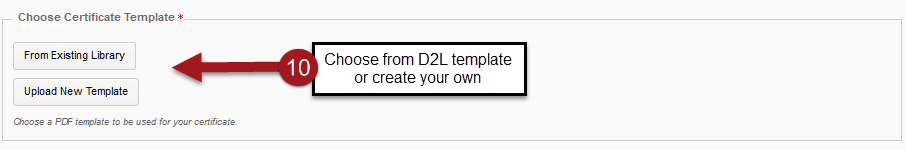 Choose Certificate Template *
From Existing Library
10
Choose from D2L template
or create your own
Upload New Template
Choose a PDF template to be used for your certificate.